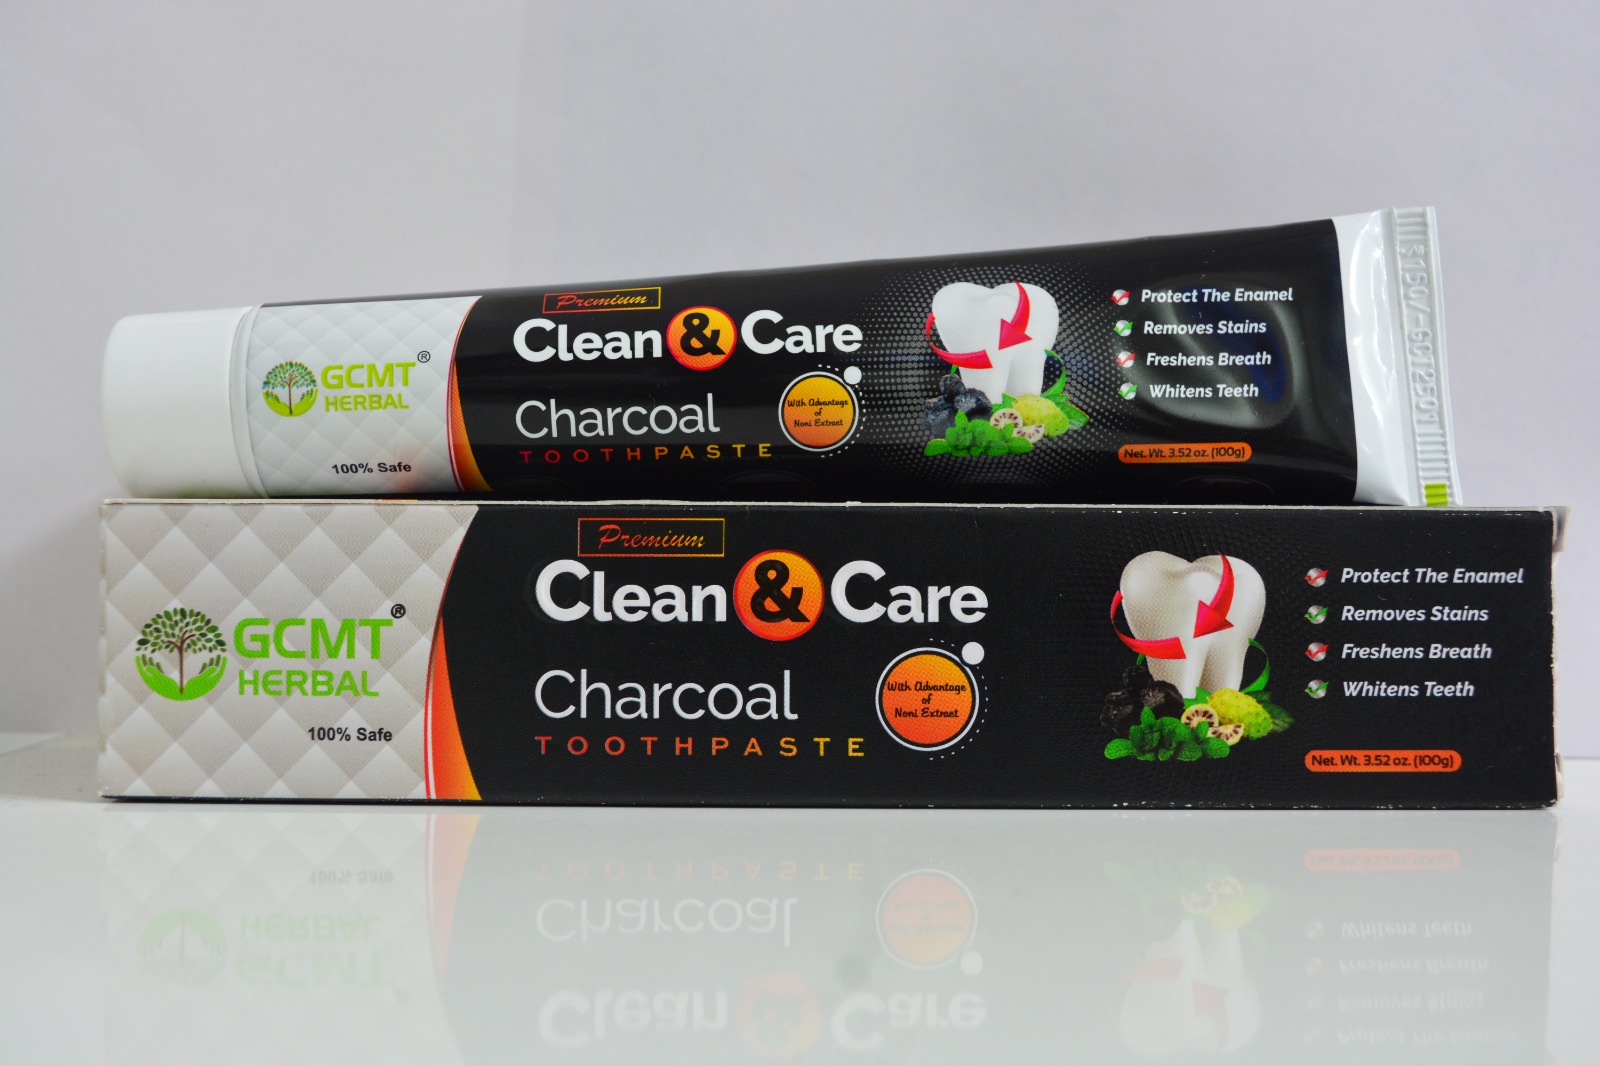 Premium
Clean & Care
Charcoal
TOOTHPASTE
With Advantage
of
Noni Extract
GCMT®
HERBAL
100% Safe
Protect The Enamel
Removes Stains
Freshens Breath
Whitens Teeth
Net. Wt. 3.52 oz. (100g)
Premium
Clean & Care
Charcoal
TOOTHPASTE
With Advantage
of
Noni Extract
GCMT®
HERBAL
100% Safe
Protect The Enamel
Removes Stains
Freshens Breath
Whitens Teeth
Net. Wt. 3.52 oz. (100g)